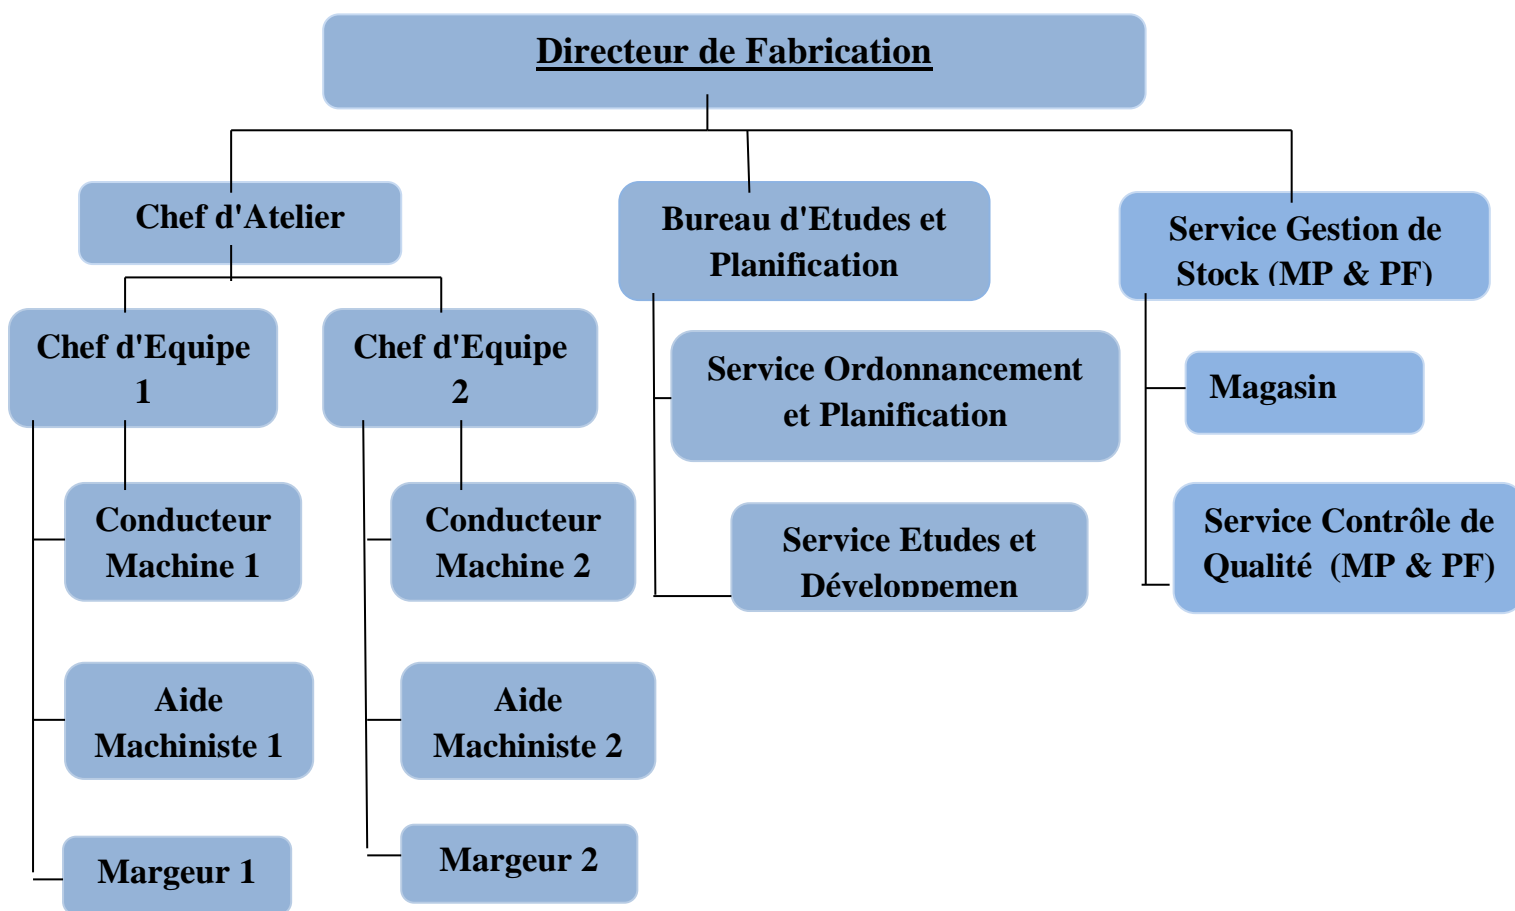 Directeur de Fabrication
Chef d'Atelier
Bureau d'Etudes et
Planification
Service Gestion de
Stock (MP & PF)
Chef d'Equipe
1
Chef d'Equipe
2
Service Ordonnancement
et Planification
Magasin
Conducteur
Machine 1
Conducteur
Machine 2
Service Etudes et
Développemen
Service Contrôle de
Qualité (MP & PF)
Aide
Machiniste 1
Aide
Machiniste 2
Margeur 1
Margeur 2